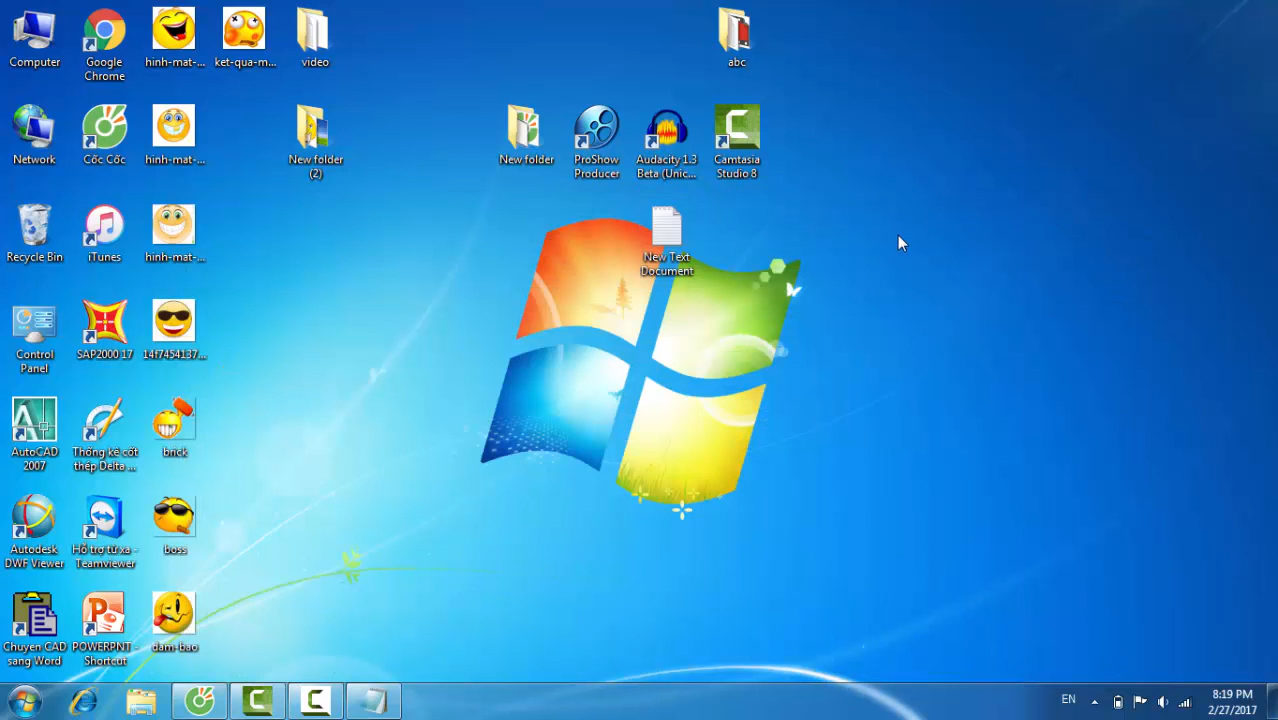 Computer
Google
Chrome
hinh-mat-...
ket-qua-m...
video
abc
Network
Cốc Cốc
hinh-mat-...
New folder
(2)
New folder
ProShow
Producer
Audacity 1.3
Beta (Unic...
Camtasia
Studio 8
Recycle Bin
iTunes
hinh-mat-...
New Text
Document
Control
Panel
SAP2000 17
14f7454137...
AutoCAD
2007
Thống kê cốt
thép Delta ...
brick
Autodesk
DWF Viewer
Hỗ trợ từ xa -
Teamviewer
boss
Chuyen CAD
sang Word
POWERPNT -
Shortcut
dam-bao
EN
8:19 PM
2/27/2017